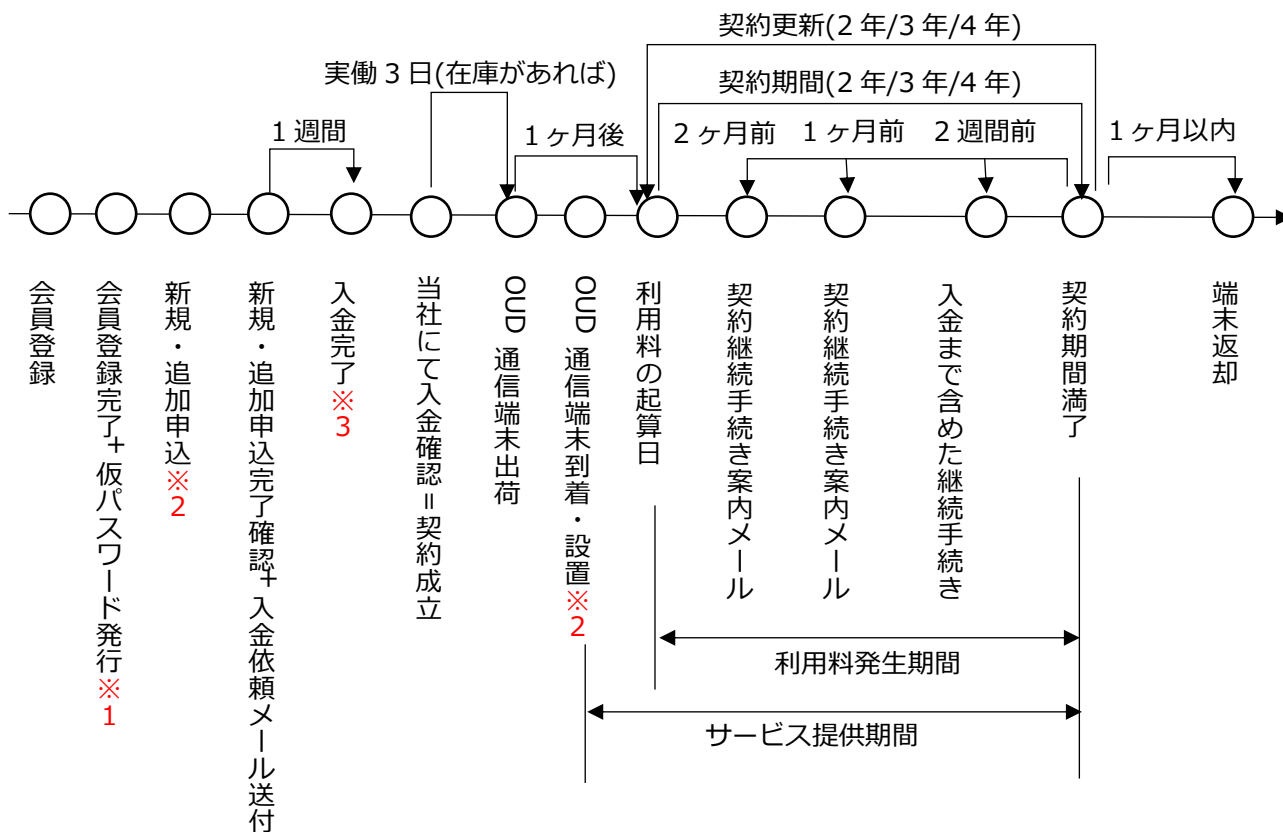 契約更新(2年/3年/4年)
実働3日(在庫があれば)
契約期間(2年/3年/4年)
1週間
1ヶ月後
2ヶ月前
1ヶ月前
2週間前
1ヶ月以内
会員登録
会員登録完了+仮パスワード発行※1
新規・追加申込※2
新規・追加申込完了確認+入金依頼メール送付
入金完了※3
当社にて入金確認=契約成立
OUD 通信端末出荷
OUD 通信端末到着・設置※2
利用料の起算日
契約継続手続き案内メール
契約継続手続き案内メール
入金まで含めた継続手続き
契約期間満了
端末返却
利用料発生期間
サービス提供期間